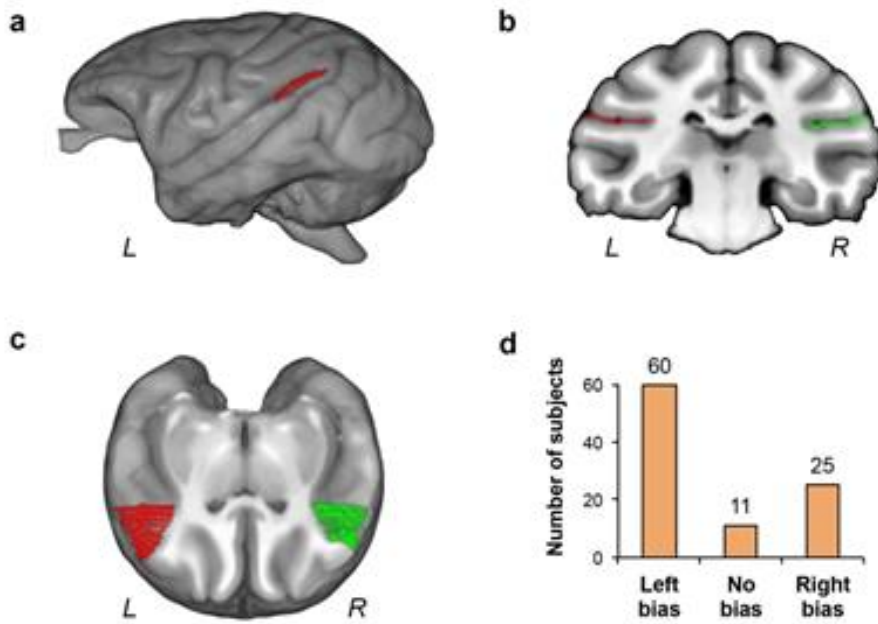 a
L
b
L
R
c
L
R
d
Number of subjects
60
40
20
0
60
11
25
Left bias
No bias
Right bias